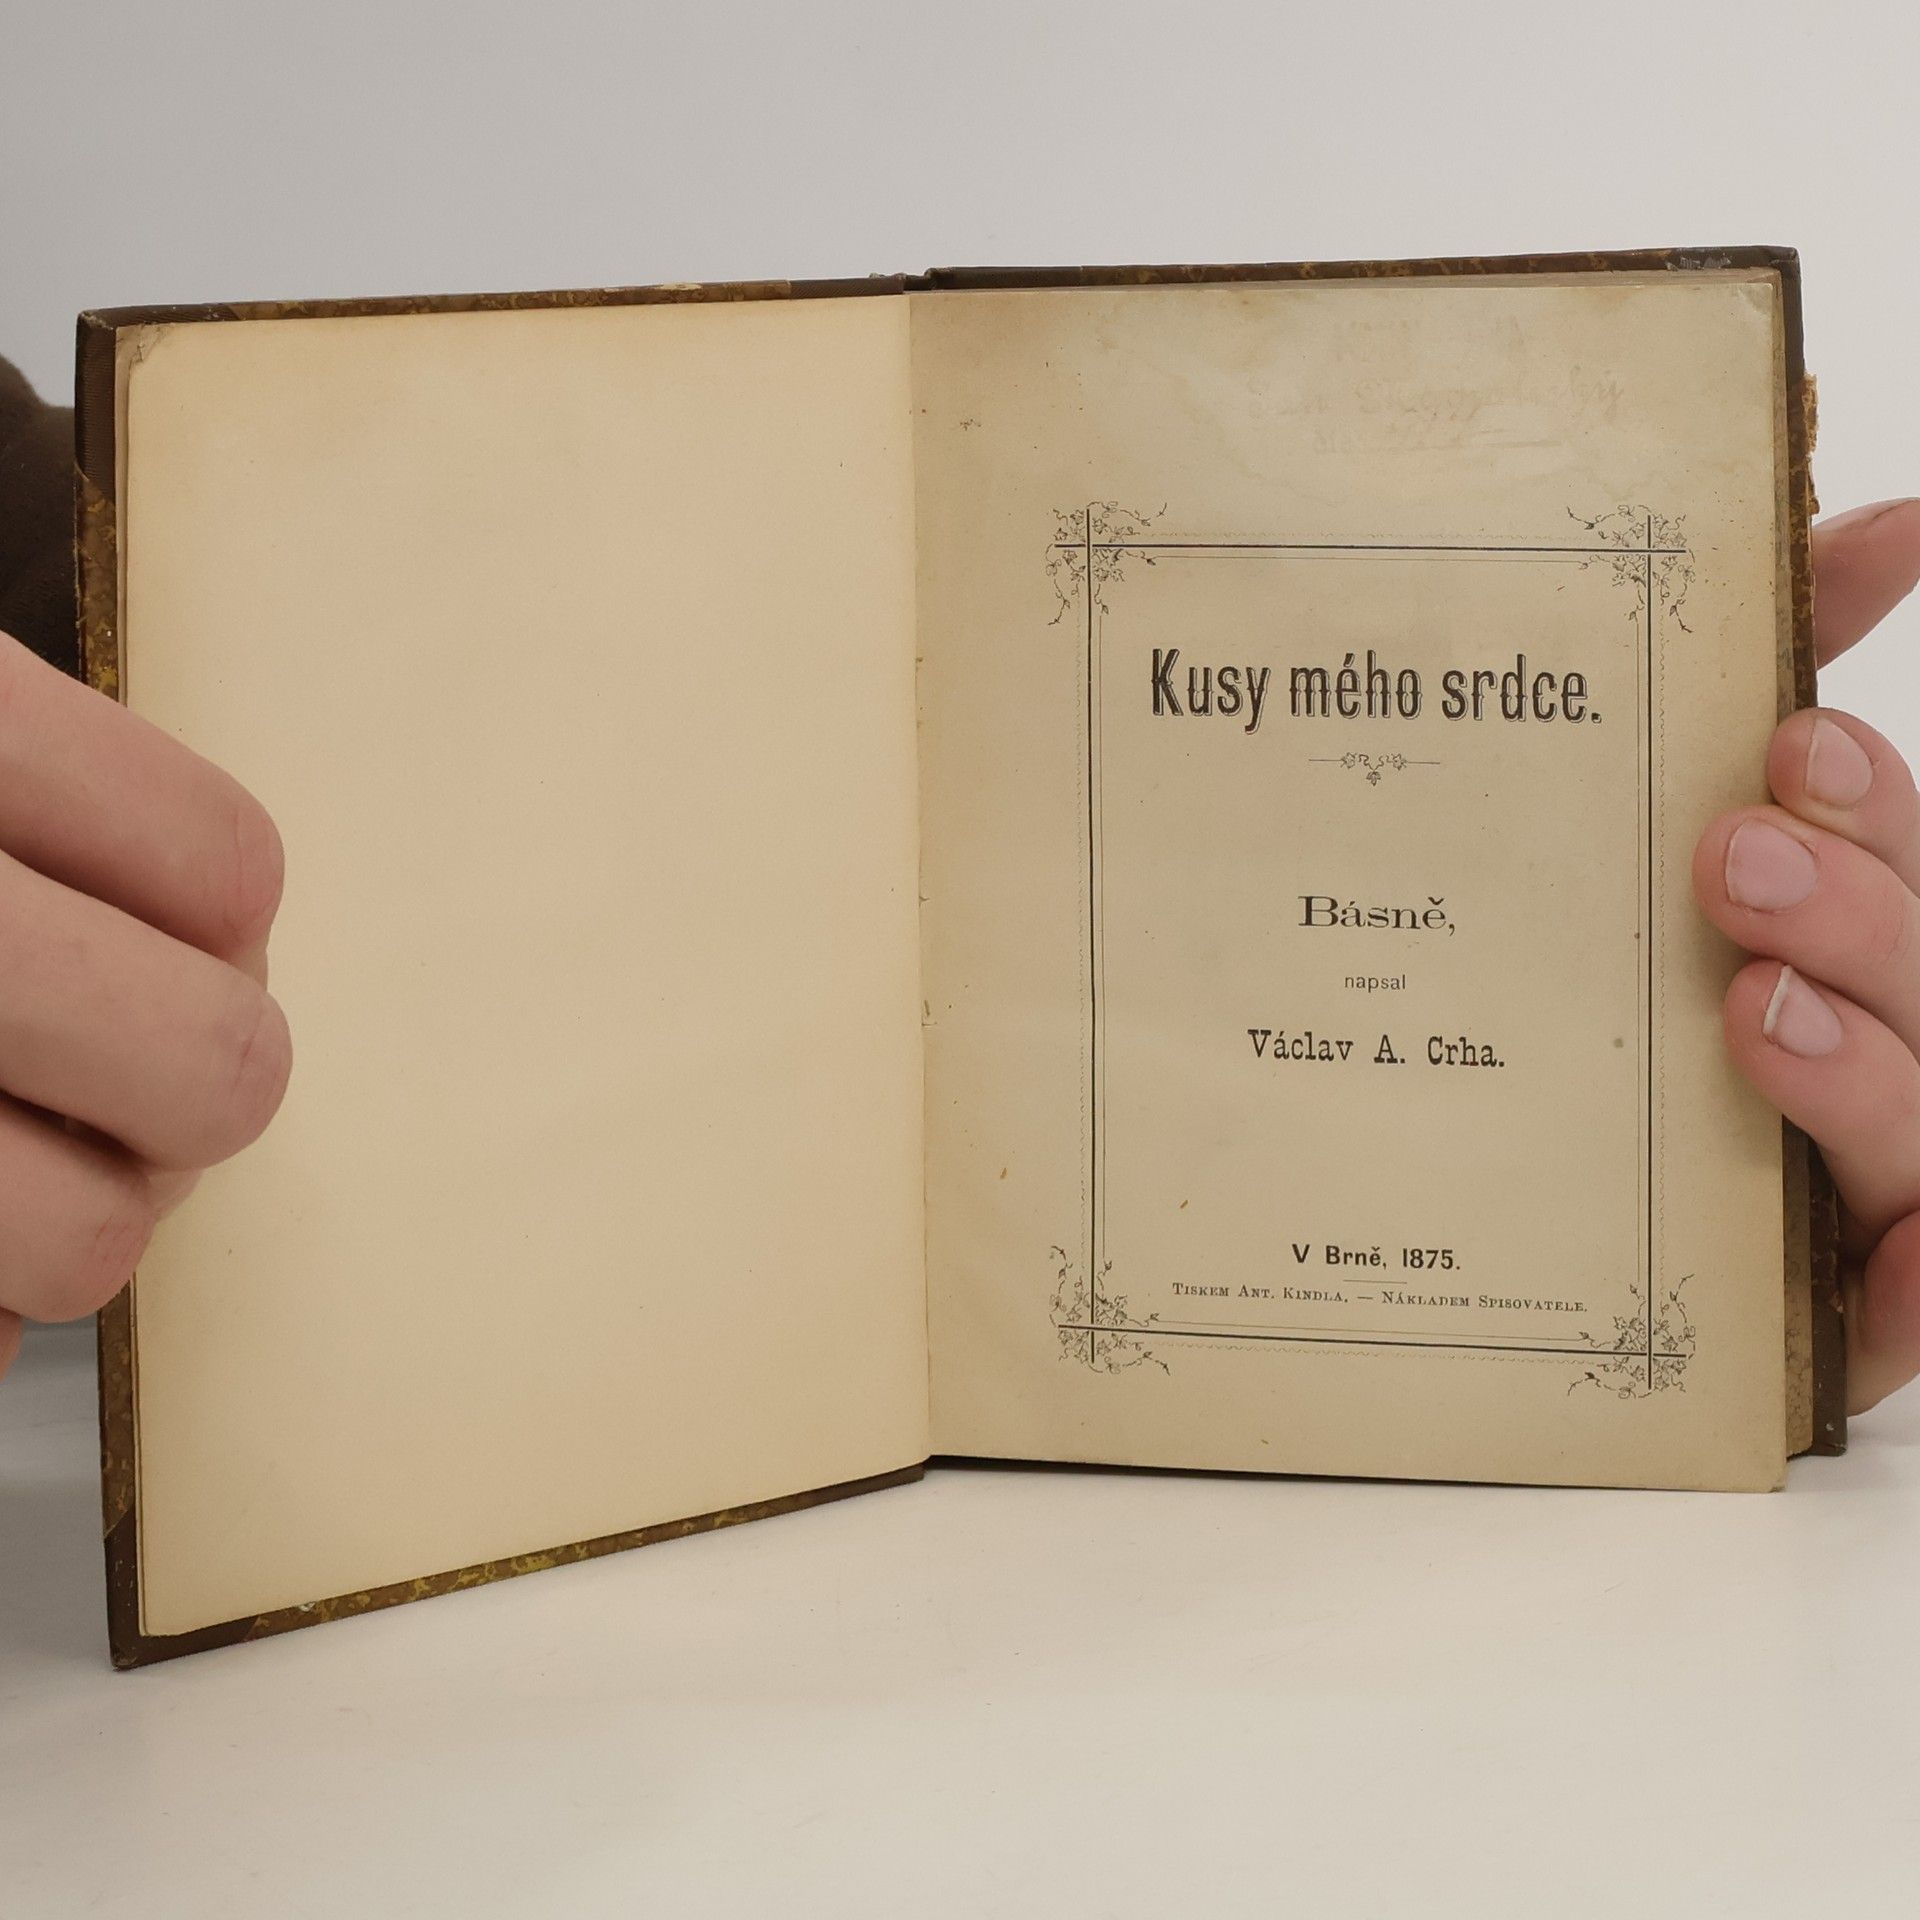 Kusy mého srdce.
Básně,
napsal
Václav A. Crha.
V Brně, 1875.
Tiskem Ant. Kindla. — Nákladem Spisovatele.